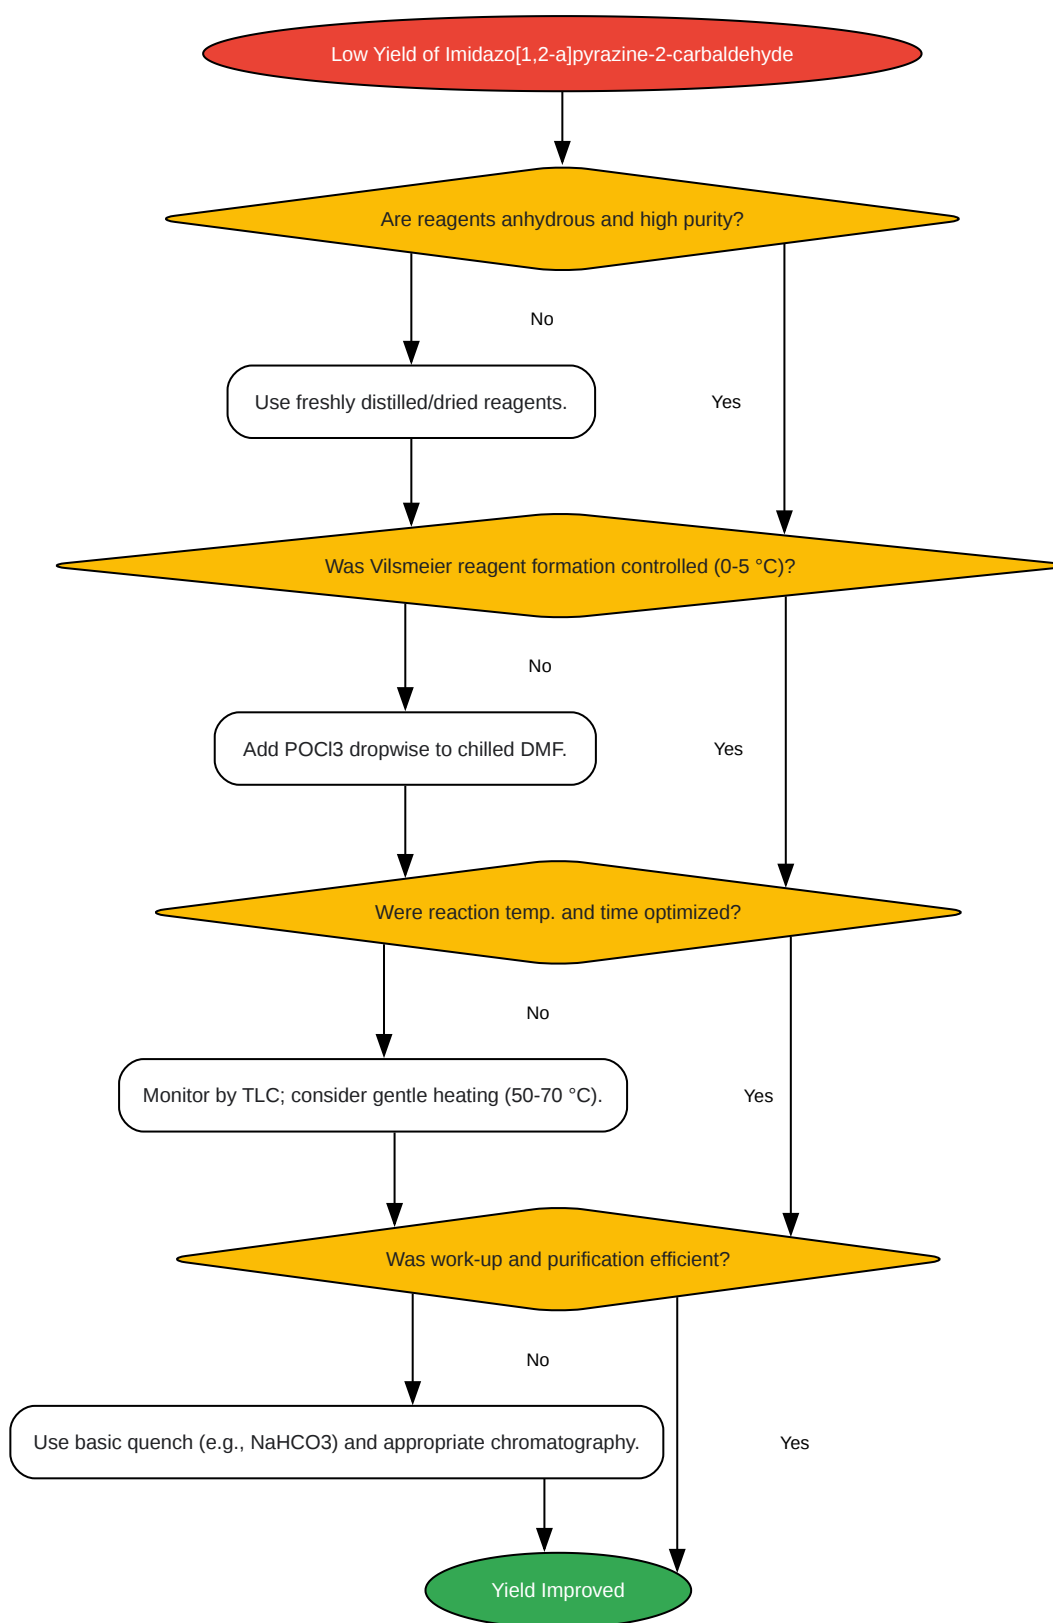 Low Yield of Imidazo[1,2-a]pyrazine-2-carbaldehyde
Are reagents anhydrous and high purity?
No
Use freshly distilled/dried reagents.
Yes
Was Vilsmeier reagent formation controlled (0-5 °C)?
No
Add POCl3 dropwise to chilled DMF.
Yes
Were reaction temp. and time optimized?
No
Monitor by TLC; consider gentle heating (50-70 °C).
Yes
Was work-up and purification efficient?
No
Use basic quench (e.g., NaHCO3) and appropriate chromatography.
Yes
Yield Improved